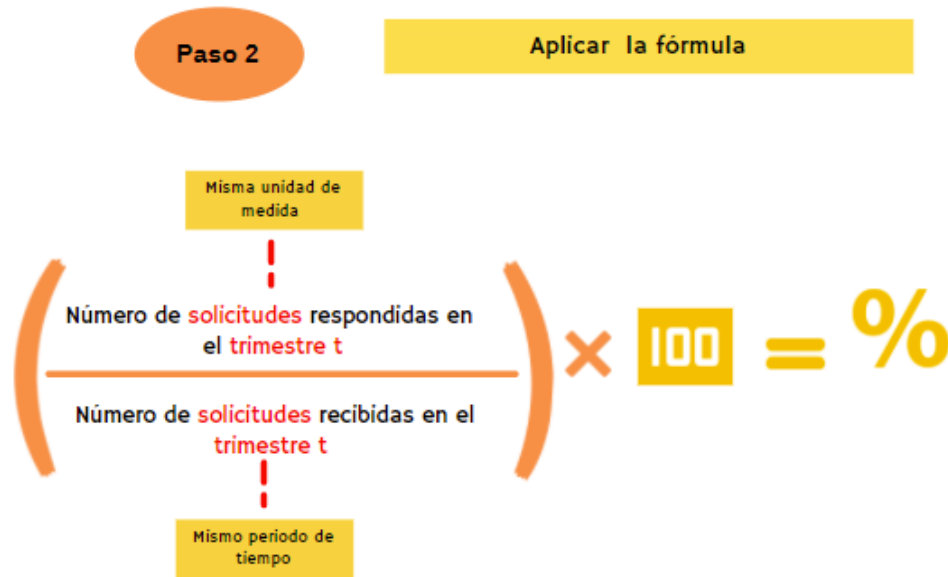 Paso 2
Aplicar la fórmula
Misma unidad de
medida
Número de solicitudes respondidas en
el trimestre t
× 100 = %
Número de solicitudes recibidas en el
trimestre t
Mismo periodo de
tiempo